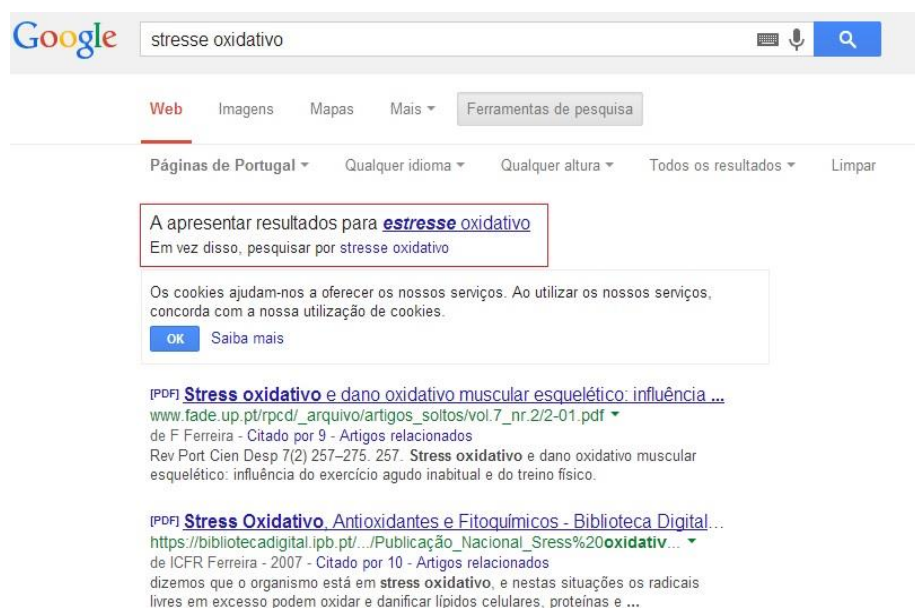 Google stresse oxidativo
Web Imagens Mapas Mais Ferramentas de pesquisa
Páginas de Portugal Qualquer idioma Qualquer altura Todos os resultados Limpar
A apresentar resultados para estresse oxidativo
Em vez disso, pesquisar por stresse oxidativo
Os cookies ajudam-nos a oferecer os nossos serviços. Ao utilizar os nossos serviços,
concorda com a nossa utilização de cookies.
OK Saiba mais
[PDF] Stress oxidativo e dano oxidativo muscular esquelético: influência ...
www.fade.up.pt/rpcd/_arquivo/artigos_soltos/vol.7_nr.2/2-01.pdf
de F Ferreira - Citado por 9 - Artigos relacionados
Rev Port Cien Desp 7(2) 257–275. 257. Stress oxidativo e dano oxidativo muscular
esquelético: influência do exercício agudo inabitual e do treino físico.
[PDF] Stress Oxidativo, Antioxidantes e Fitoquímicos - Biblioteca Digital...
https://bibliotecadigital.ipb.pt/.../Publicação_Nacional_Sress%20oxidativ...
de ICFR Ferreira - 2007 - Citado por 10 - Artigos relacionados
dizemos que o organismo está em stress oxidativo, e nestas situações os radicais
livres em excesso podem oxidar e danificar lípidos celulares, proteínas e ...